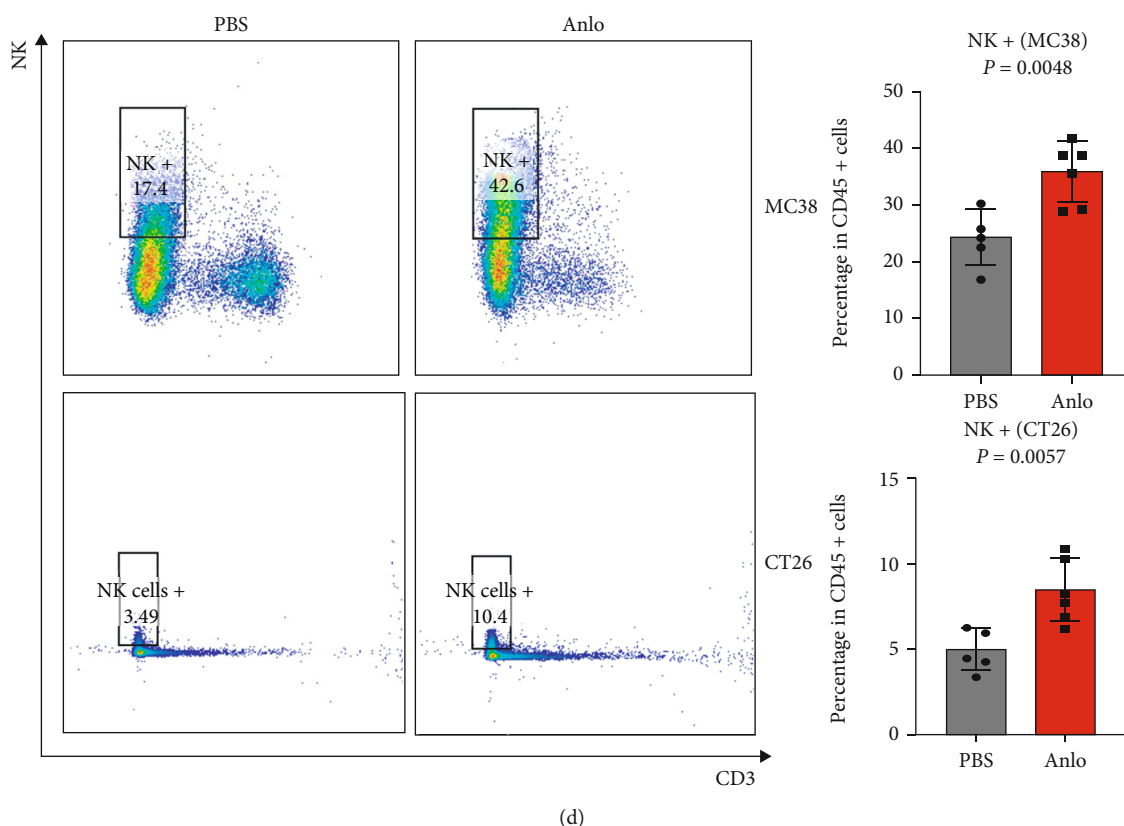 PBS
Anlo
NK
NK +
17.4
NK +
42.6
MC38
NK cells +
3.49
NK cells +
10.4
CT26
CD3
NK + (MC38)
P = 0.0048
Percentage in CD45 + cells
50
40
30
20
10
0
PBS
Anlo
NK + (CT26)
P = 0.0057
Percentage in CD45 + cells
15
10
5
0
PBS
Anlo
(d)